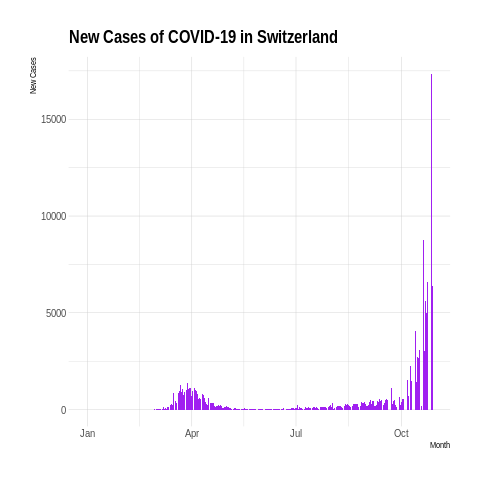 New Cases of COVID-19 in Switzerland
New Cases
15000
10000
5000
0
Jan Apr Jul Oct
Month